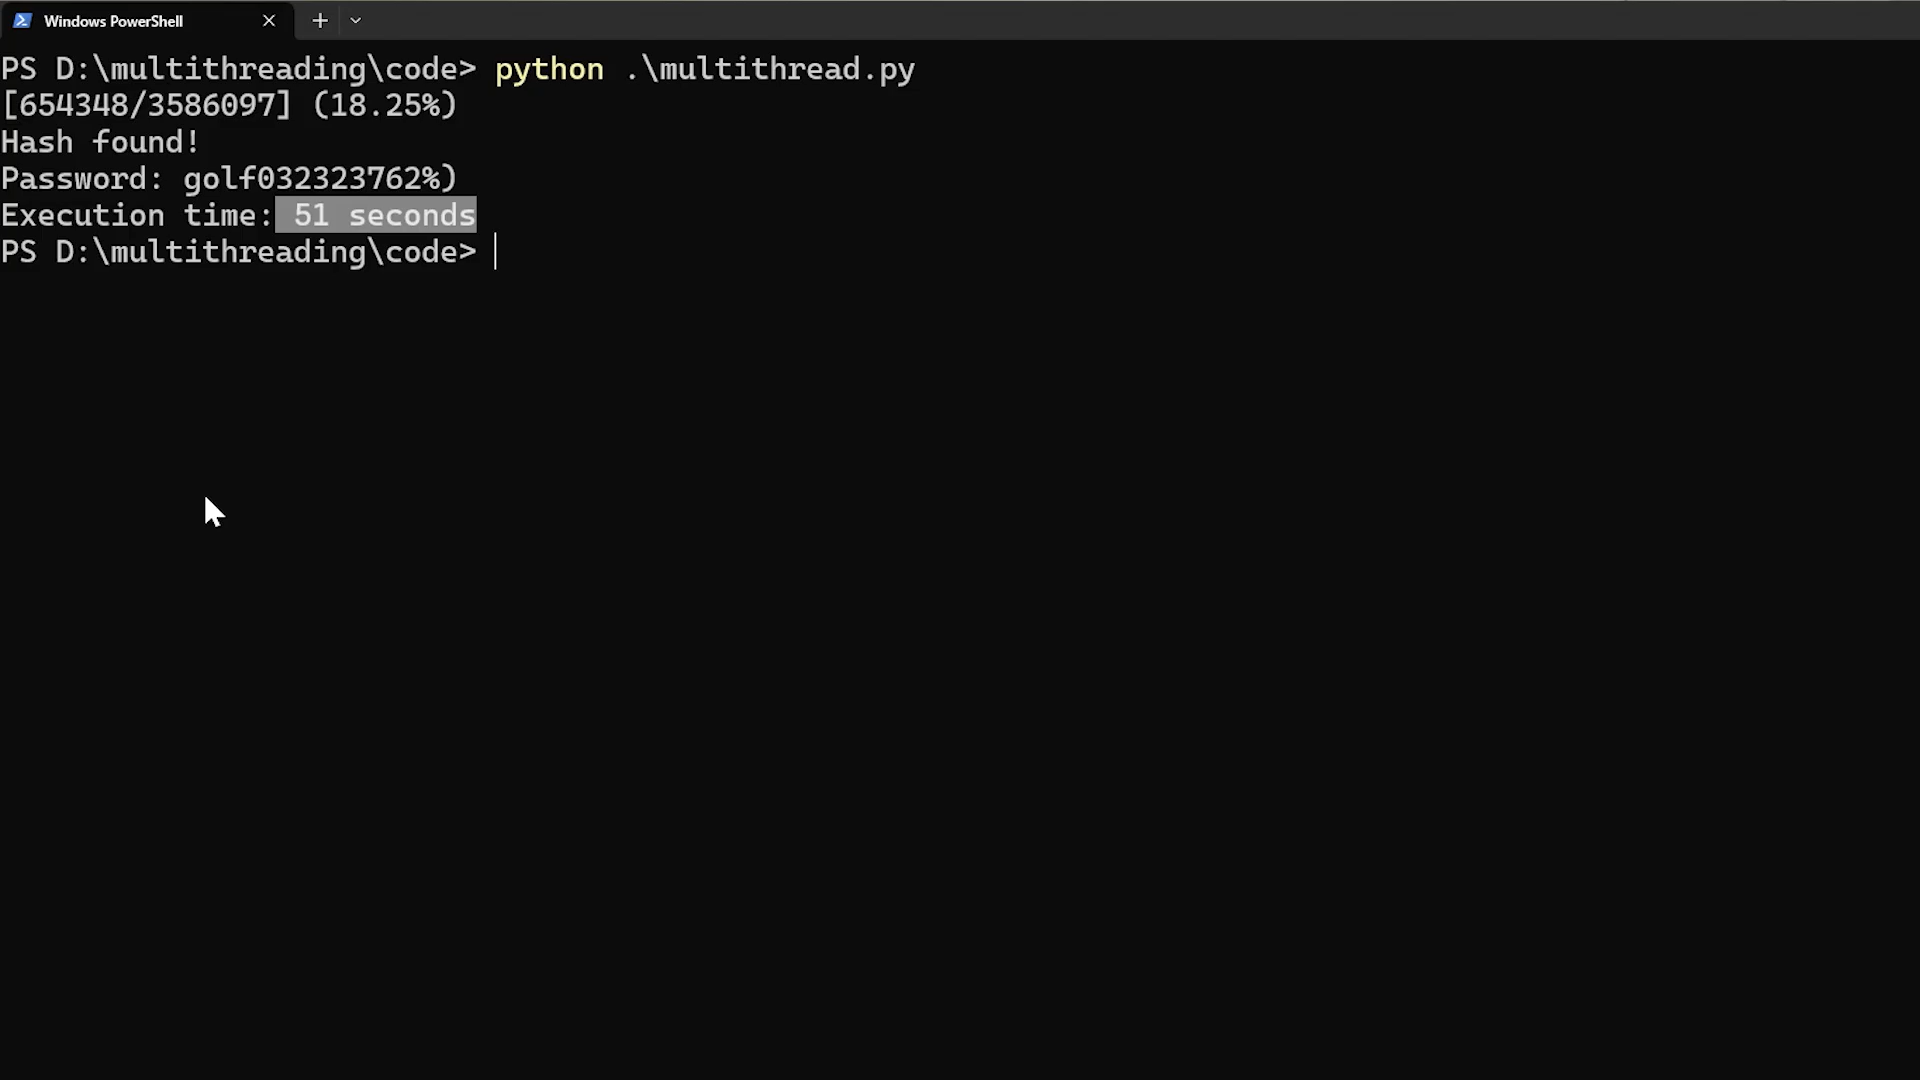 Windows PowerShell
PS D:\multithreading\code> python .\multithread.py
[654348/3586097] (18.25%)
Hash found!
Password: golf032323762%)
Execution time: 51 seconds
PS D:\multithreading\code>